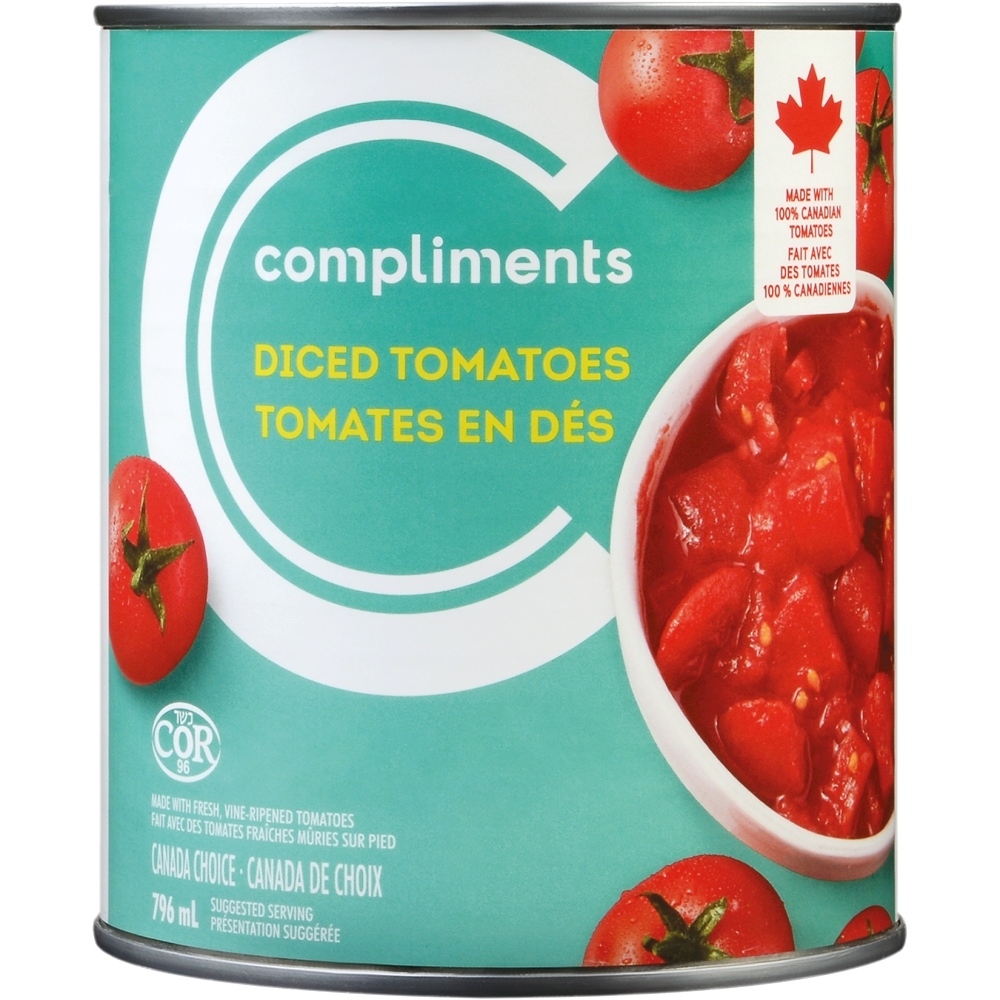 compliments
DICED TOMATOES
TOMATES EN DÉS
MADE WITH
100% CANADIAN
TOMATOES
FAIT AVEC
DES TOMATES
100 % CANADIENNES
כשר
COR
96
MADE WITH FRESH, VINE-RIPENED TOMATOES
FAIT AVEC DES TOMATES FRAÎCHES MÛRIES SUR PIED
CANADA CHOICE · CANADA DE CHOIX
796 mL
SUGGESTED SERVING
PRÉSENTATION SUGGÉRÉE